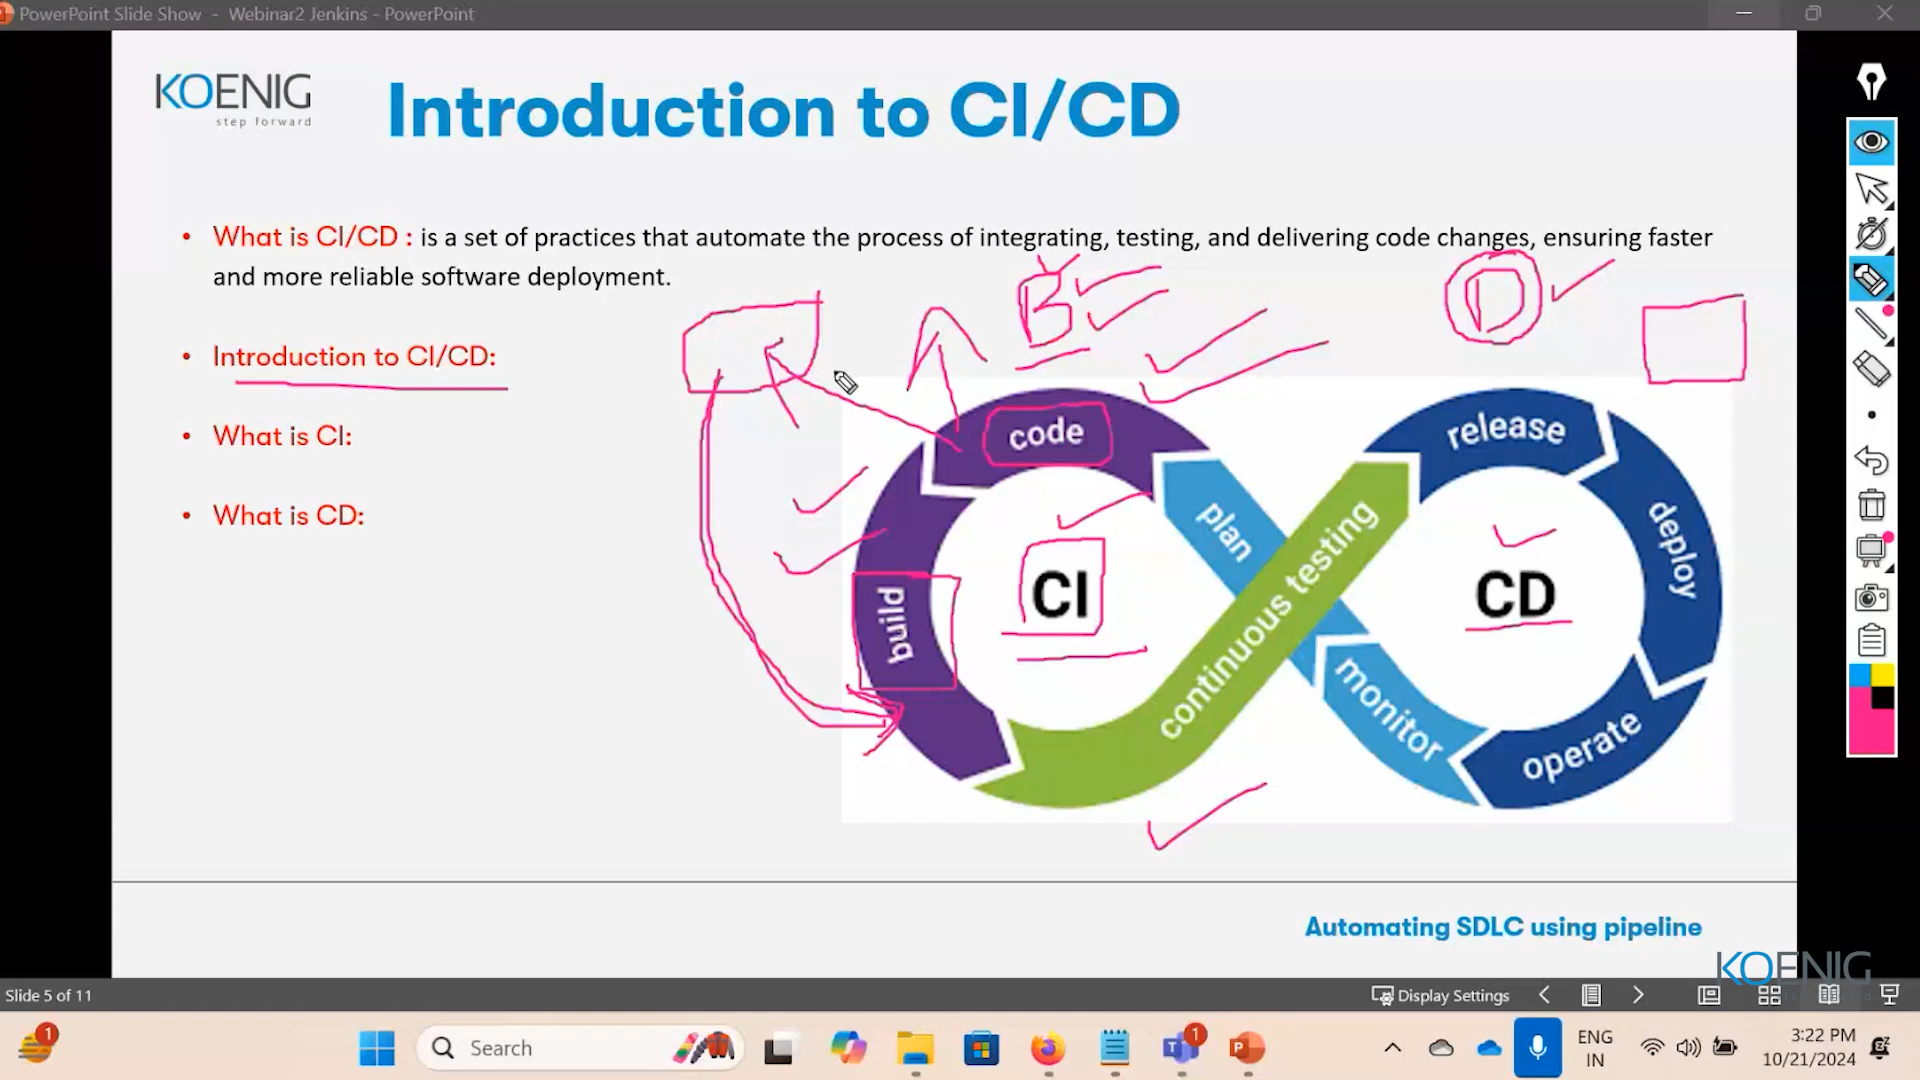 PowerPoint Slide Show - Webinar2 Jenkins - PowerPoint
KOENIG
step forward
Introduction to CI/CD
• What is CI/CD : is a set of practices that automate the process of integrating, testing, and delivering code changes, ensuring faster
and more reliable software deployment.
B
D
• Introduction to CI/CD:
• What is CI:
• What is CD:
code
release
plan
continuous testing
deploy
build
CI
CD
monitor
operate
Automating SDLC using pipeline
KOENIG
Slide 5 of 11
Display Settings
1
Search
1
ENG
IN
3:22 PM
10/21/2024